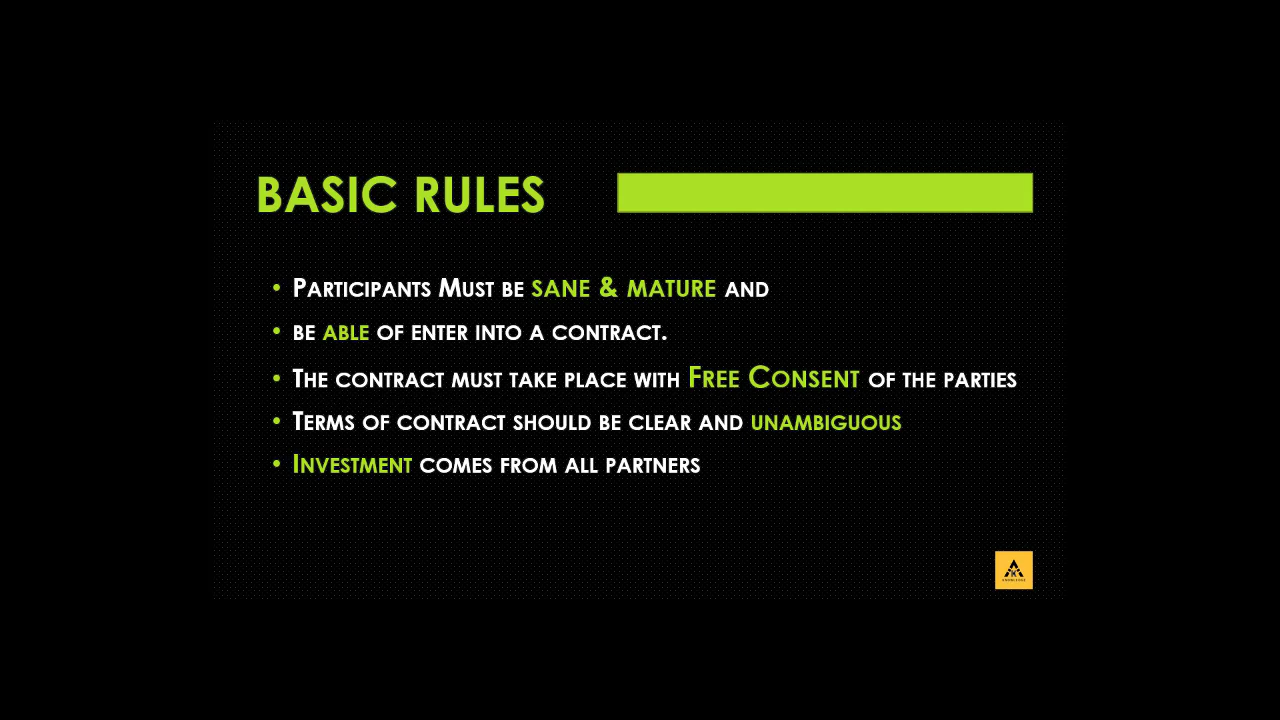 BASIC RULES
• Participants Must be sane & mature and
• be able of enter into a contract.
• The contract must take place with Free Consent of the parties
• Terms of contract should be clear and unambiguous
• Investment comes from all partners